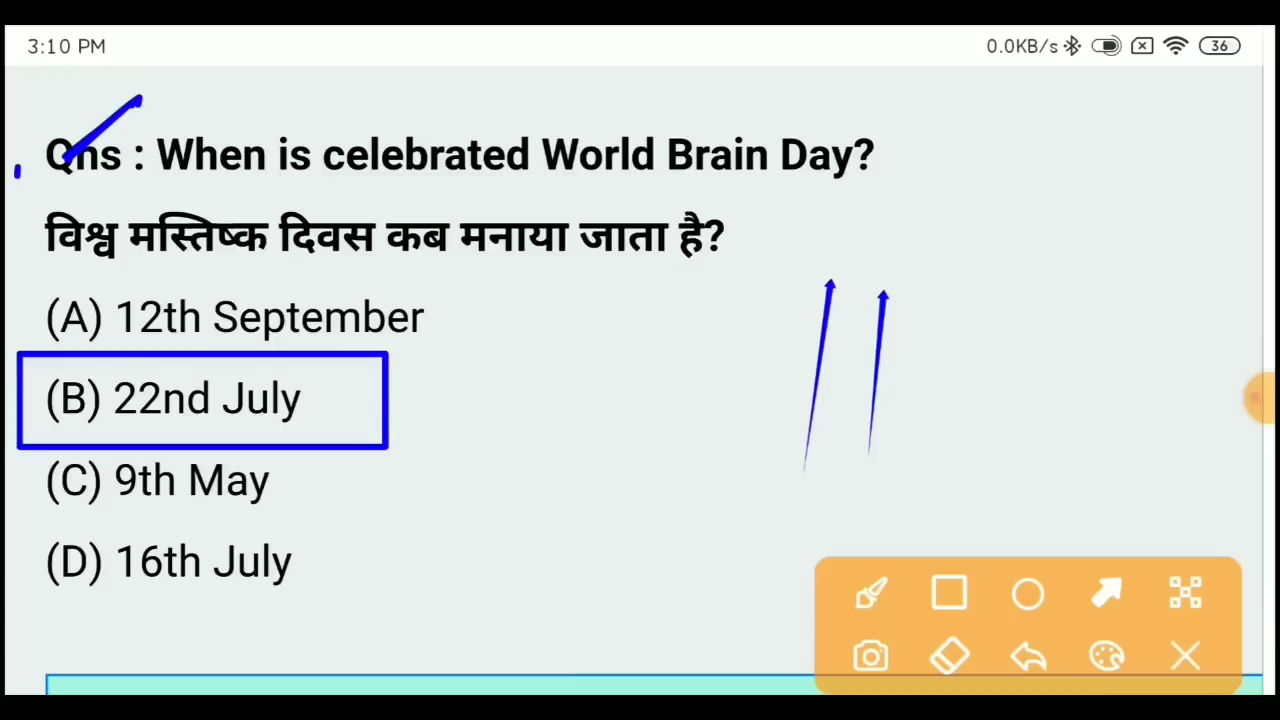 3:10 PM 0.0KB/s 36
Qns : When is celebrated World Brain Day?
विश्व मस्तिष्क दिवस कब मनाया जाता है?
(A) 12th September
(B) 22nd July
(C) 9th May
(D) 16th July